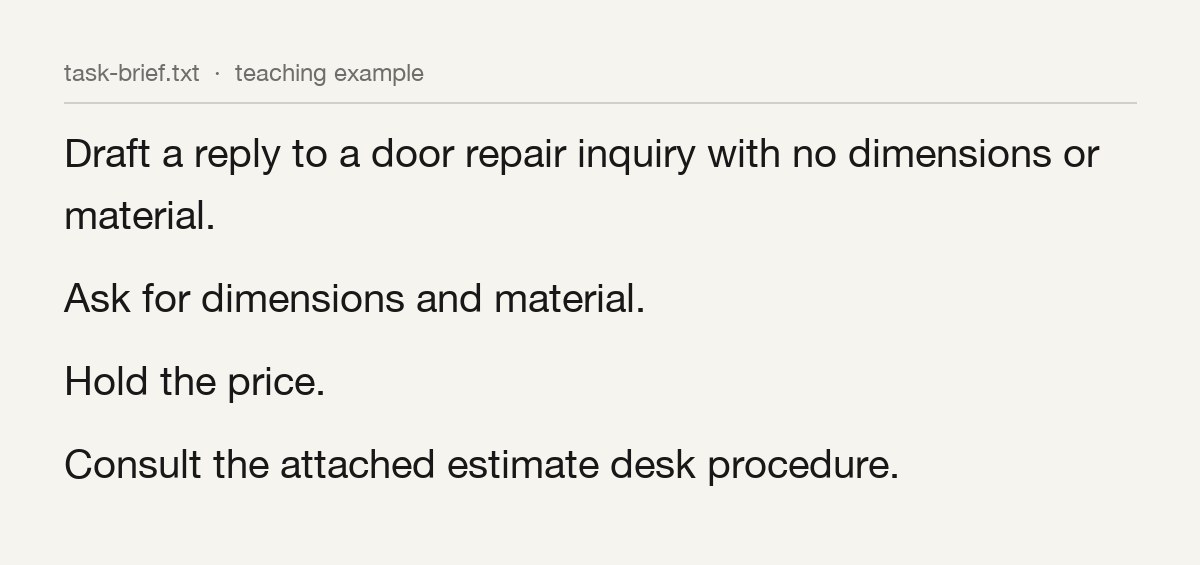 task-brief.txt · teaching example
Draft a reply to a door repair inquiry with no dimensions or
material.
Ask for dimensions and material.
Hold the price.
Consult the attached estimate desk procedure.